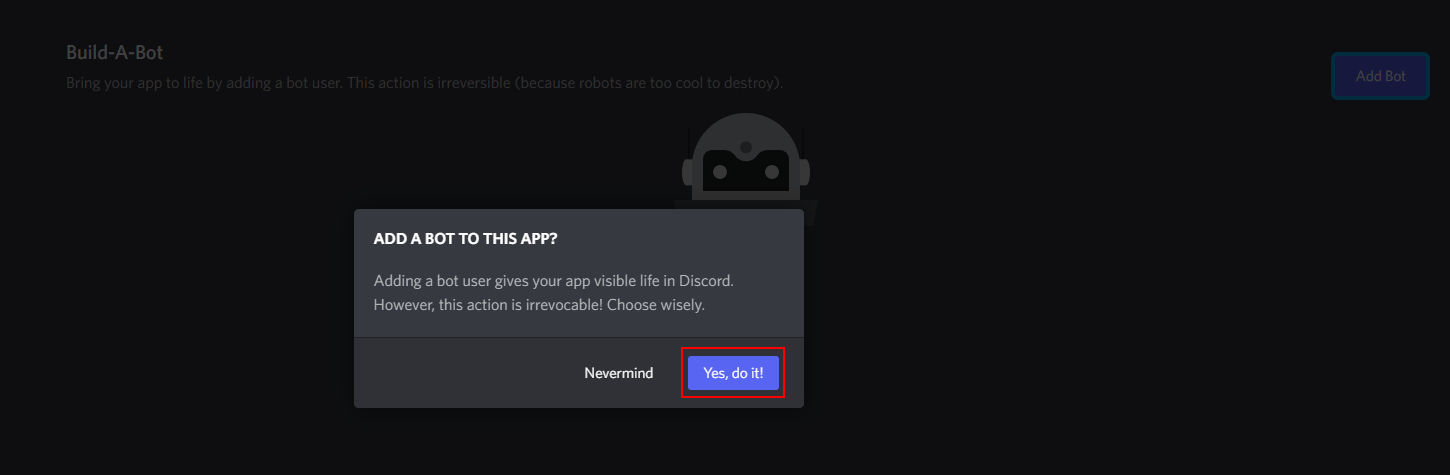 Build-A-Bot
Bring your app to life by adding a bot user. This action is irreversible (because robots are too cool to destroy).
Add Bot
ADD A BOT TO THIS APP?
Adding a bot user gives your app visible life in Discord.
However, this action is irrevocable! Choose wisely.
Nevermind
Yes, do it!